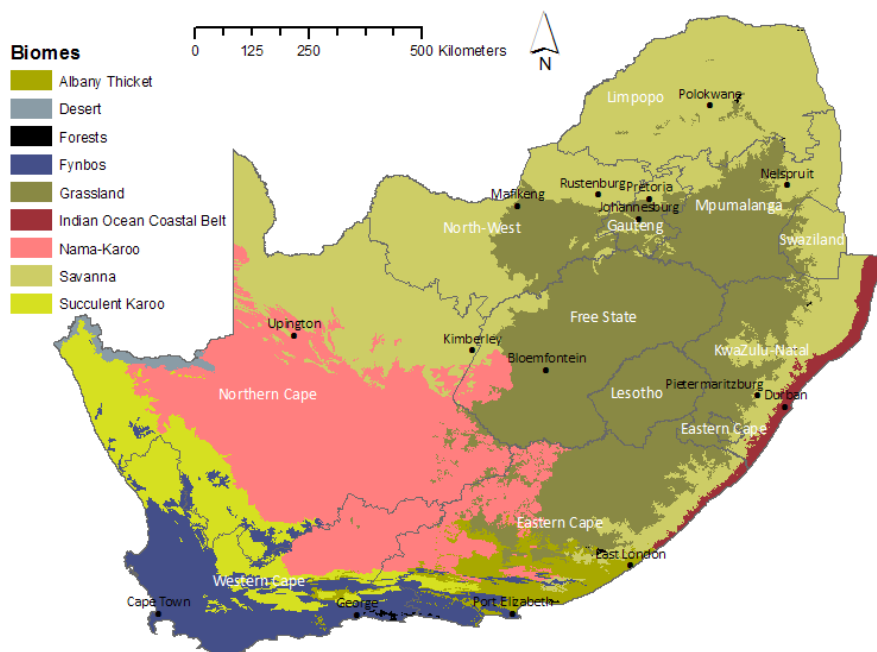 0 125 250 500 Kilometers
N
Biomes
Albany Thicket
Desert
Forests
Fynbos
Grassland
Indian Ocean Coastal Belt
Nama-Karoo
Savanna
Succulent Karoo
Limpopo
Polokwane
Nelspruit
Rustenburg
Pretoria
Mafikeng
Mpumalanga
Johannesburg
North-West
Gauteng
Swaziland
Free State
Upington
Kimberley
KwaZulu-Natal
Bloemfontein
Northern Cape
Lesotho
Pietermaritzburg
Durban
Eastern Cape
Eastern Cape
East London
Western Cape
Cape Town
George
Port Elizabeth